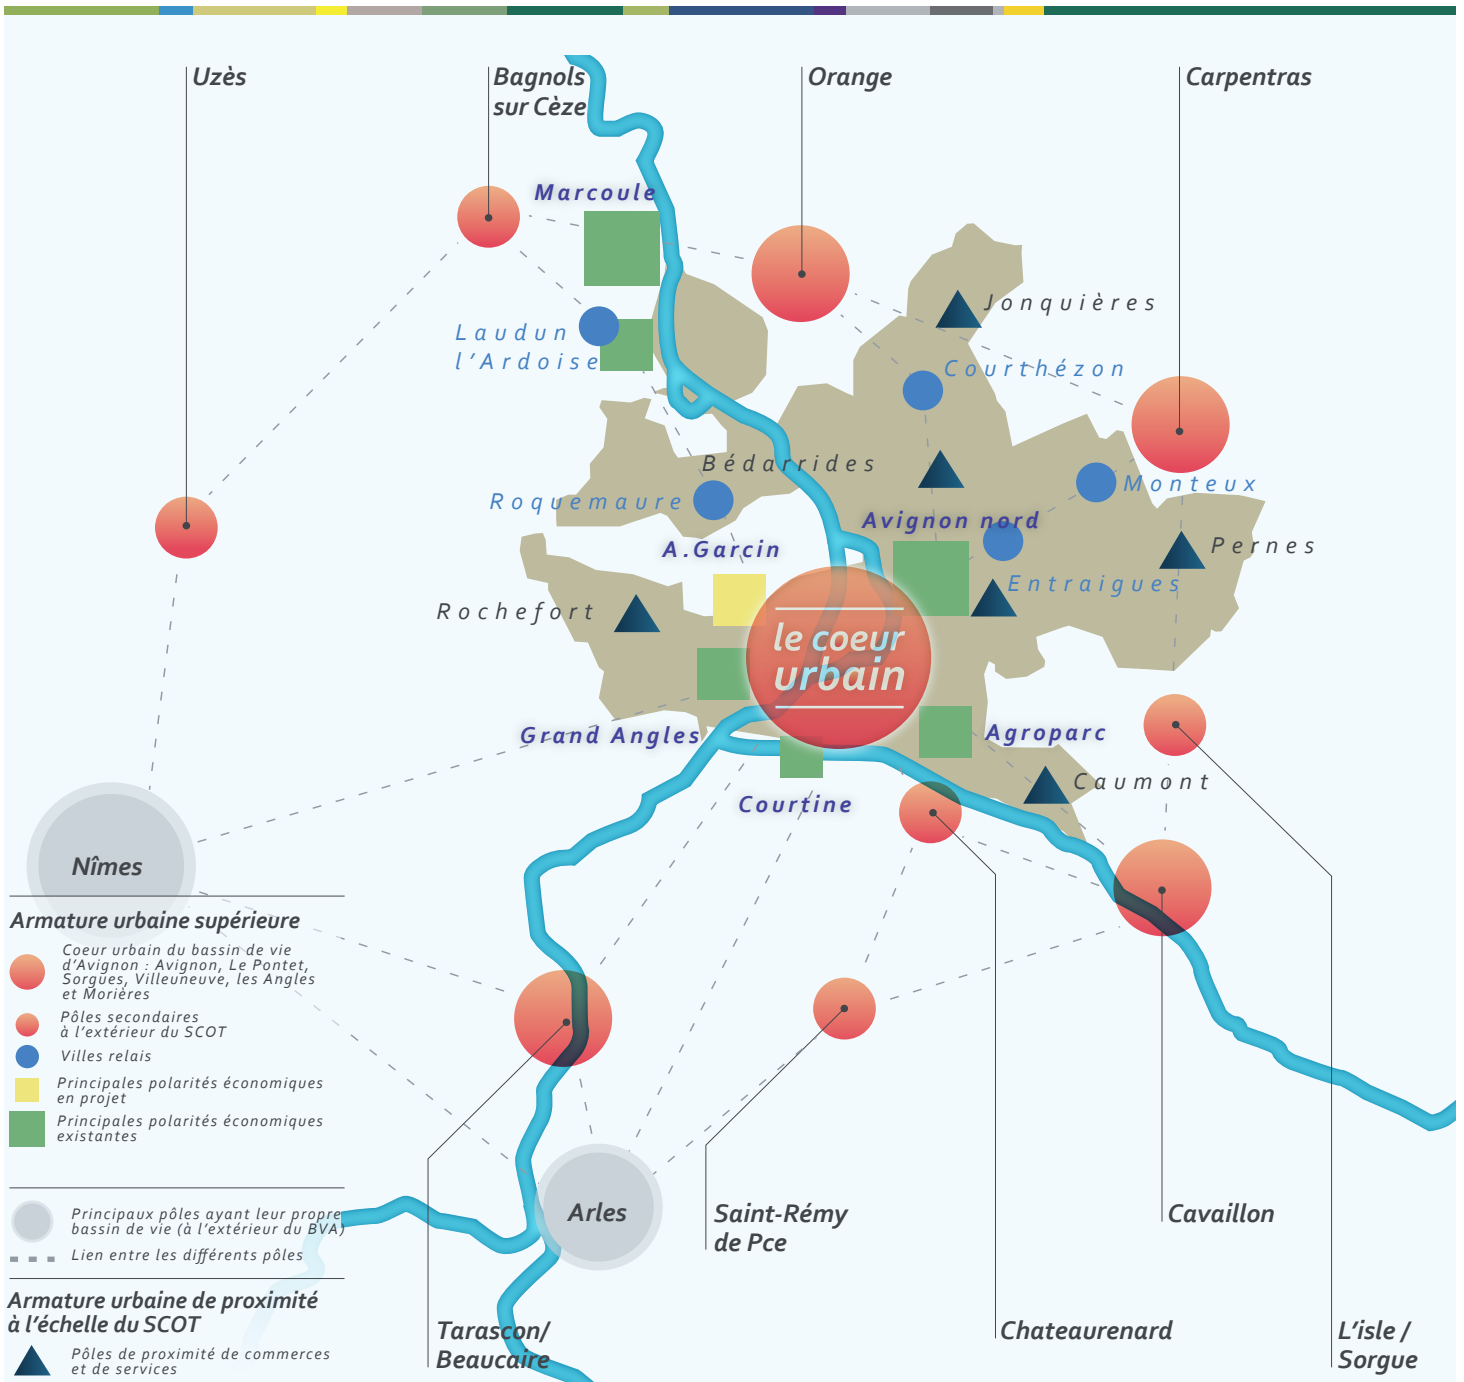 Uzès
Bagnols
sur Cèze
Orange
Carpentras
Marcoule
Jonquières
Laudun
l'Ardoise
Courthézon
Bédarrides
Roquemaure
Monteux
Avignon nord
A.Garcin
Pernes
Entraigues
Rochefort
le coeur
urbain
Grand Angles
Agroparc
Caumont
Courtine
Nîmes
Armature urbaine supérieure
Coeur urbain du bassin de vie
d'Avignon : Avignon, Le Pontet,
Sorgues, Villeuneuve, les Angles
et Morières
Pôles secondaires
à l'extérieur du SCOT
Villes relais
Principales polarités économiques
en projet
Principales polarités économiques
existantes
Principaux pôles ayant leur propre
bassin de vie (à l'extérieur du BVA)
Lien entre les différents pôles
Armature urbaine de proximité
à l'échelle du SCOT
Pôles de proximité de commerces
et de services
Arles
Saint-Rémy
de Pce
Cavaillon
Tarascon/
Beaucaire
Chateaurenard
L'isle /
Sorgue